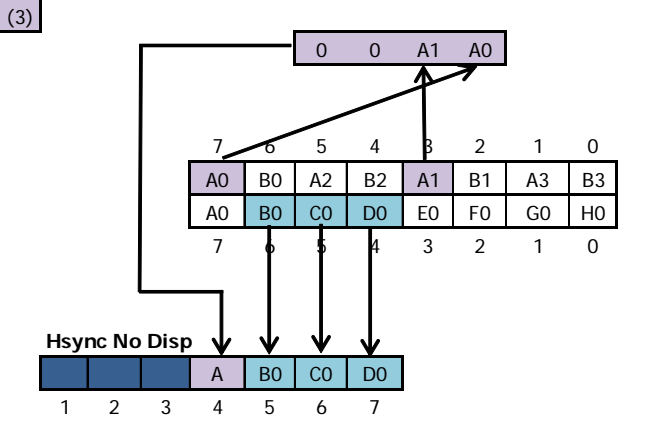 (3)
0 0 A1 A0
7 6 5 4 3 2 1 0
A0 B0 A2 B2 A1 B1 A3 B3
A0 B0 C0 D0 E0 F0 G0 H0
7 6 5 4 3 2 1 0
Hsync No Disp
A B0 C0 D0
1 2 3 4 5 6 7